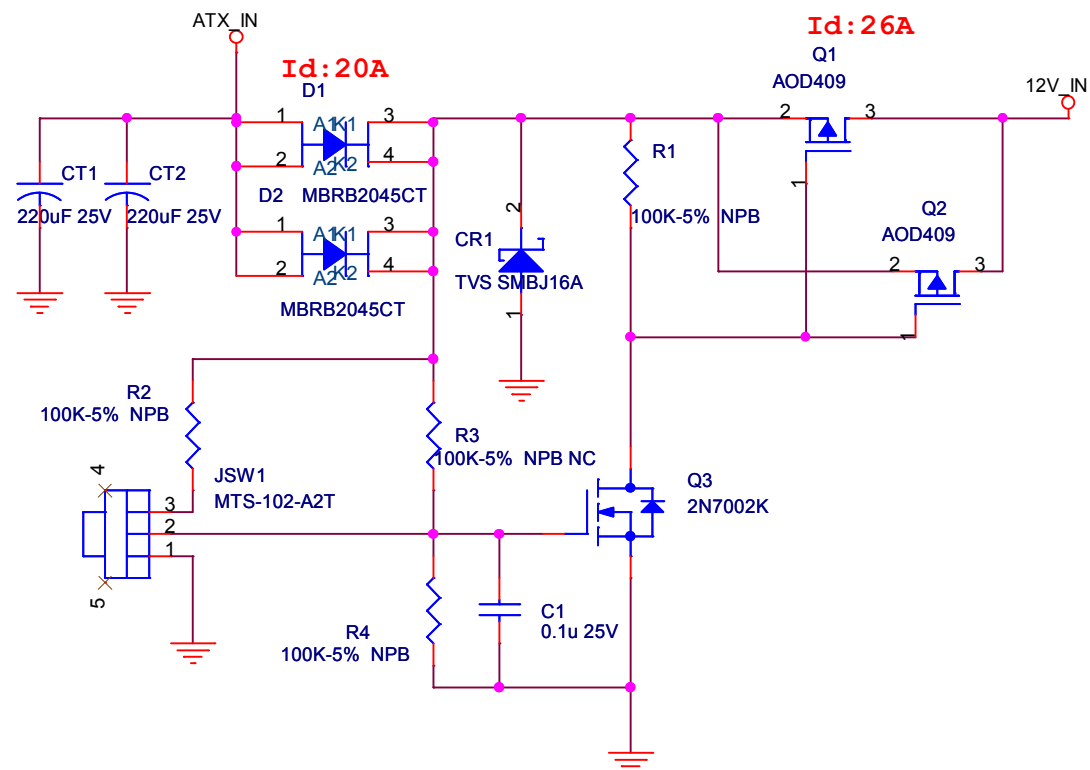 ATX_IN
Id:20A
Id:26A
D1
Q1
AOD409
12V_IN
1
A1
K1
3
2
A2
K2
4
2
3
1
CT1
220uF 25V
CT2
220uF 25V
D2
MBRB2045CT
R1
100K-5%  NPB
Q2
AOD409
1
A1
K1
3
2
A2
K2
4
MBRB2045CT
2
CR1
TVS SMBJ16A
1
2
3
1
R2
100K-5%  NPB
R3
100K-5%  NPB NC
JSW1
MTS-102-A2T
4
3
2
1
5
Q3
2N7002K
R4
100K-5%  NPB
C1
0.1u 25V